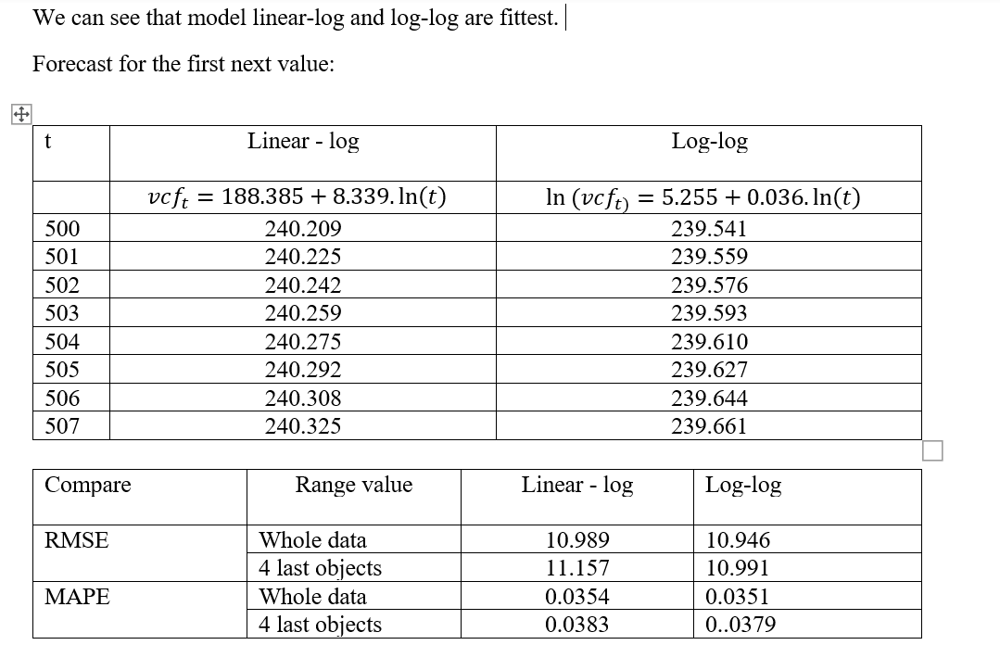 We can see that model linear-log and log-log are fittest.
Forecast for the first next value:
t Linear - log Log-log
vcfₜ = 188.385 + 8.339. ln(t) ln (vcfₜ) = 5.255 + 0.036. ln(t)
500 240.209 239.541
501 240.225 239.559
502 240.242 239.576
503 240.259 239.593
504 240.275 239.610
505 240.292 239.627
506 240.308 239.644
507 240.325 239.661
Compare Range value Linear - log Log-log
RMSE Whole data 10.989 10.946
4 last objects 11.157 10.991
MAPE Whole data 0.0354 0.0351
4 last objects 0.0383 0..0379